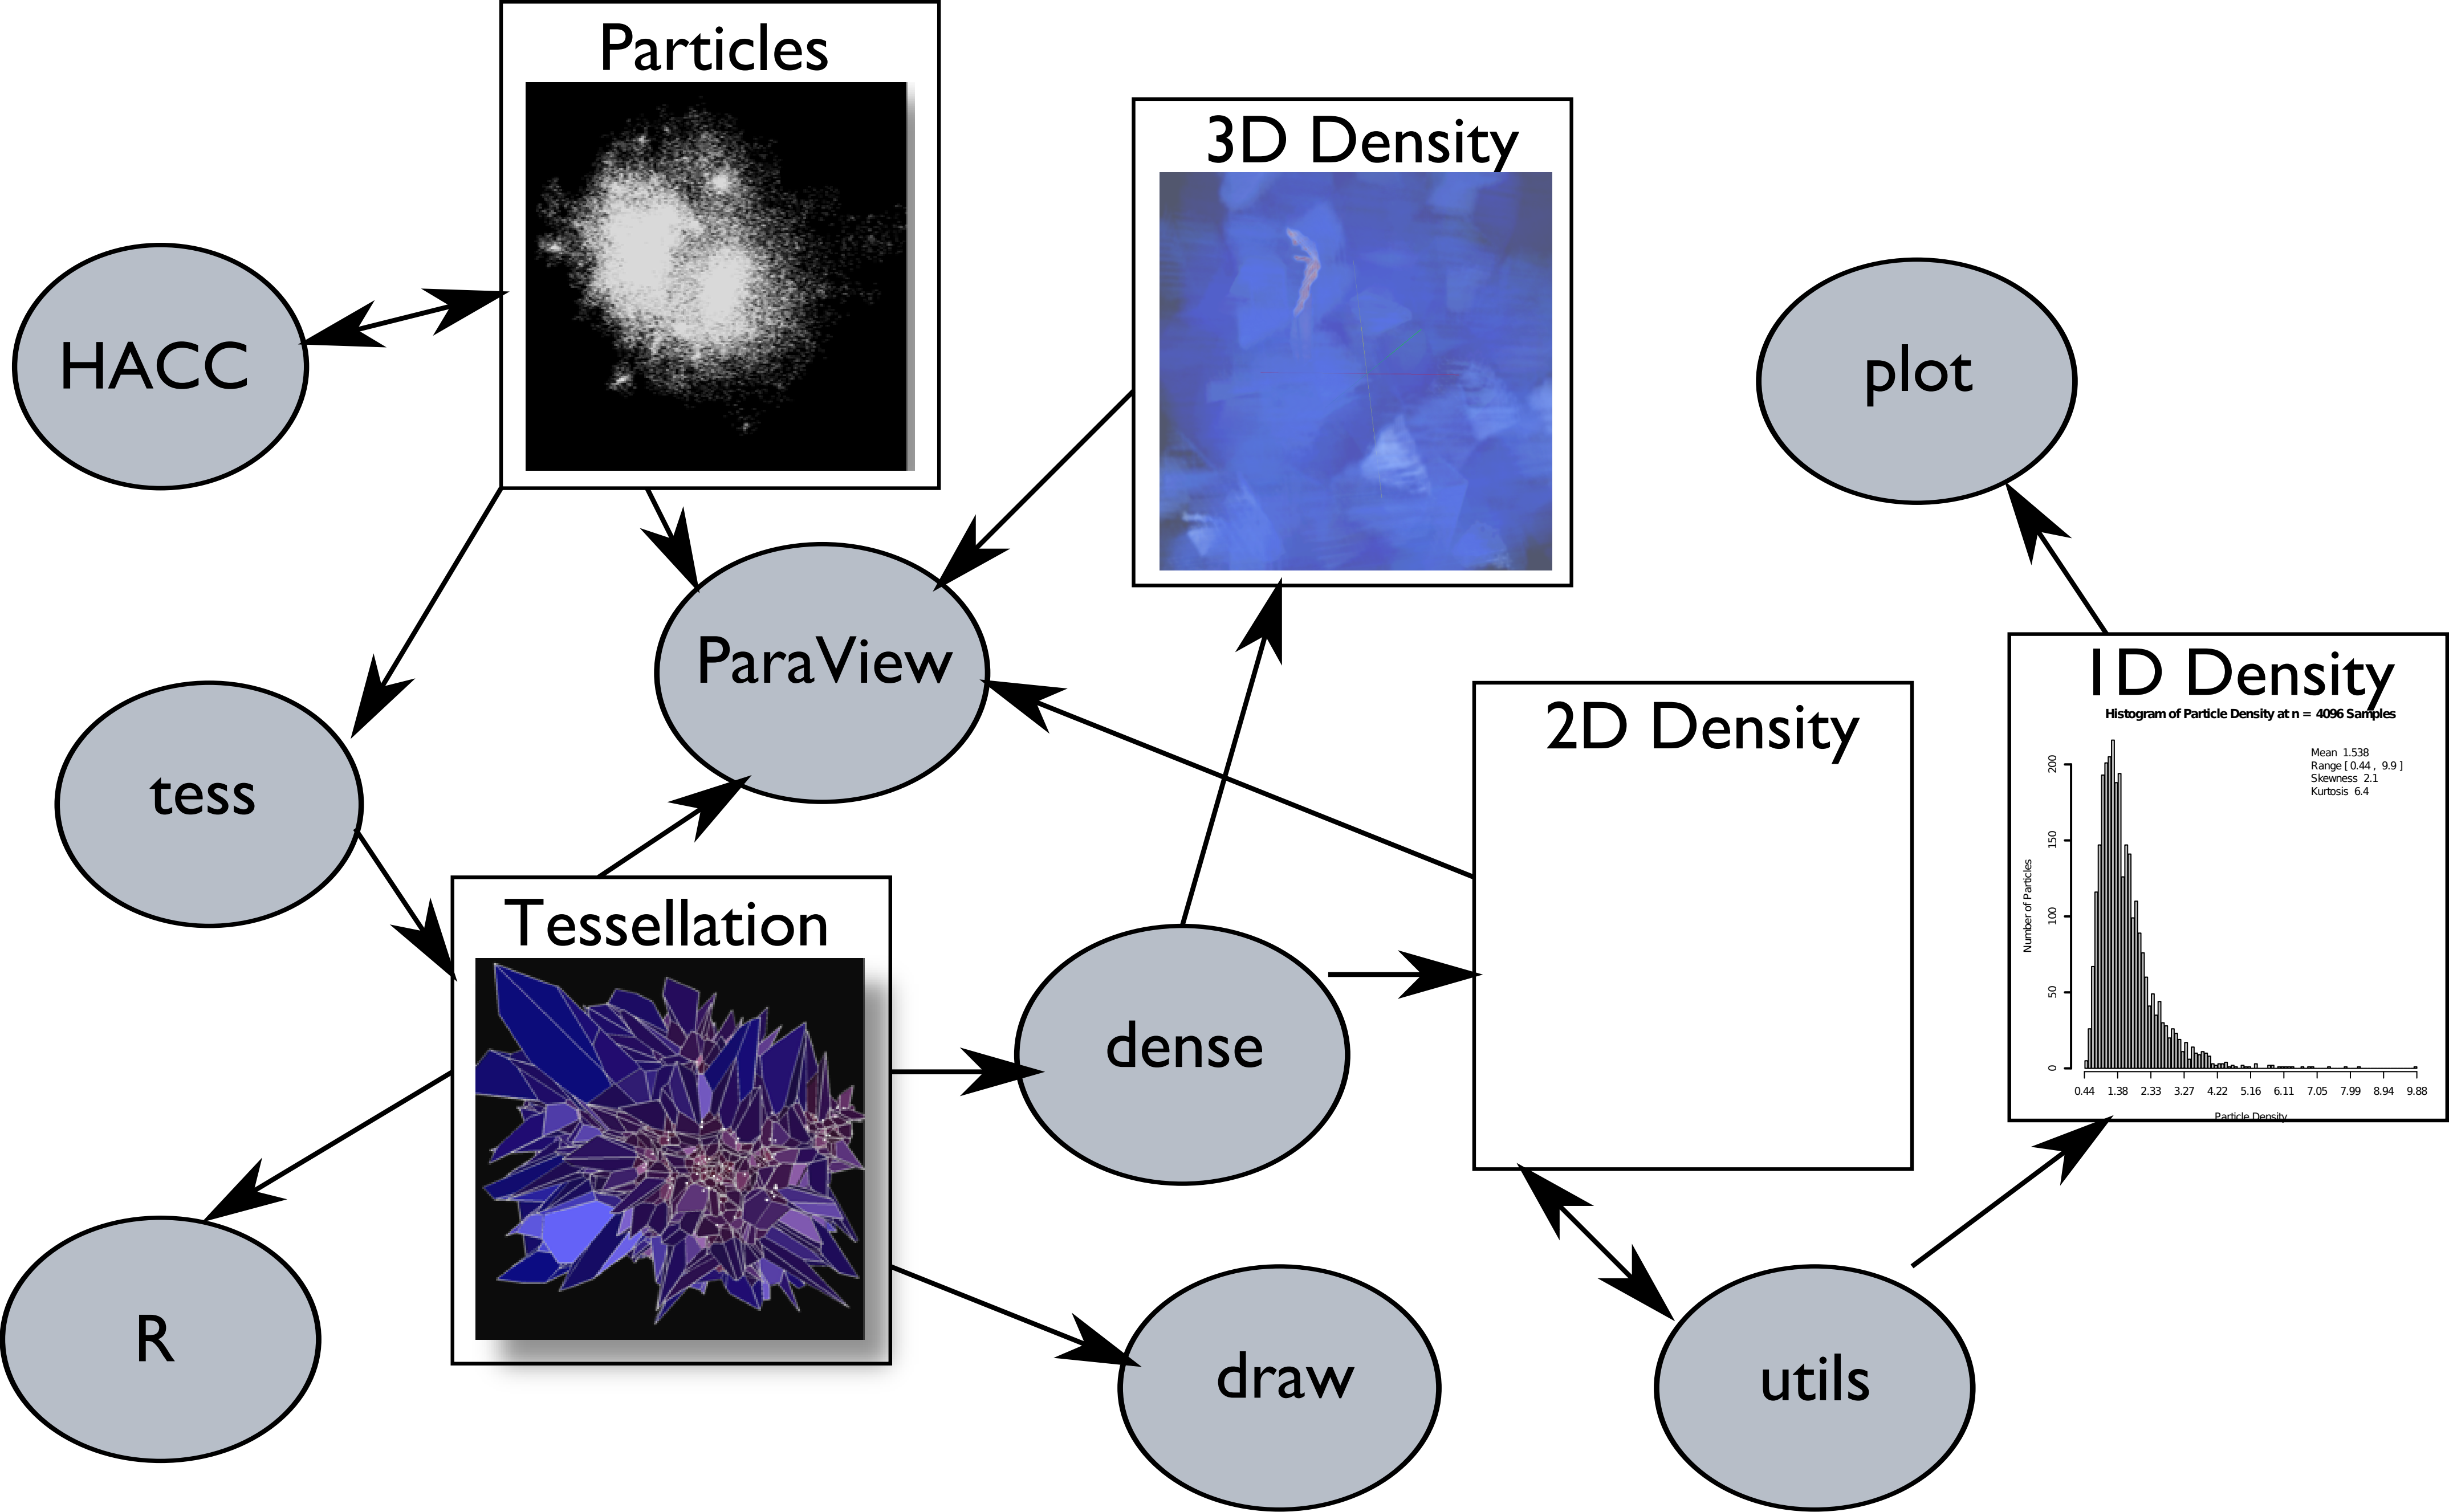 Particles
3D Density
HACC
plot
ParaView
1D Density
Histogram of Particle Density at n = 4096 Samples
Mean 1.538
Range [ 0.44 , 9.9 ]
Skewness 2.1
Kurtosis 6.4
200
150
100
50
0
Number of Particles
0.44 1.38 2.33 3.27 4.22 5.16 6.11 7.05 7.99 8.94 9.88
Particle Density
2D Density
tess
Tessellation
dense
R
draw
utils